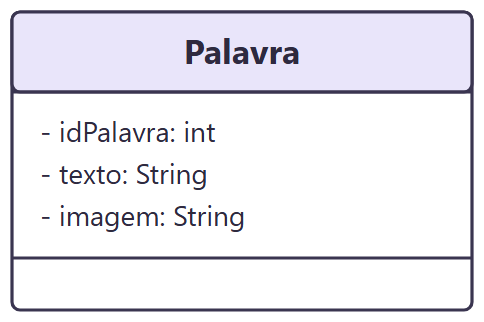 Palavra
- idPalavra: int
- texto: String
- imagem: String